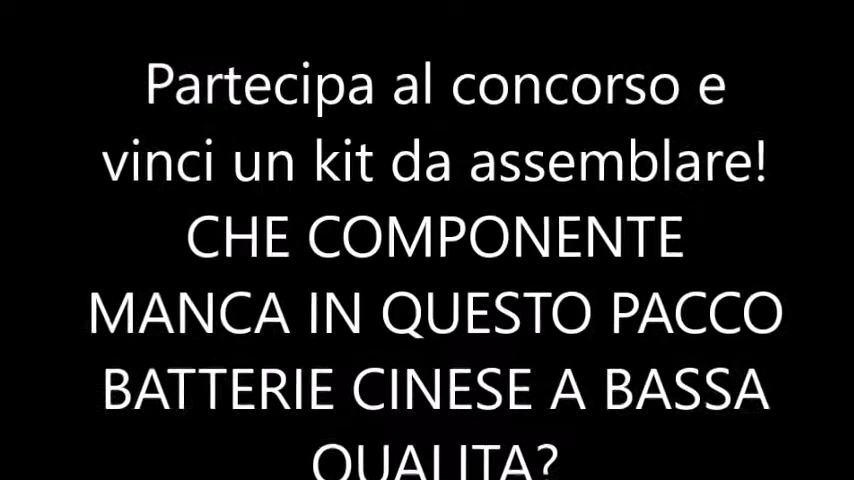 Partecipa al concorso e
vinci un kit da assemblare!
CHE COMPONENTE
MANCA IN QUESTO PACCO
BATTERIE CINESE A BASSA
QUALITA?